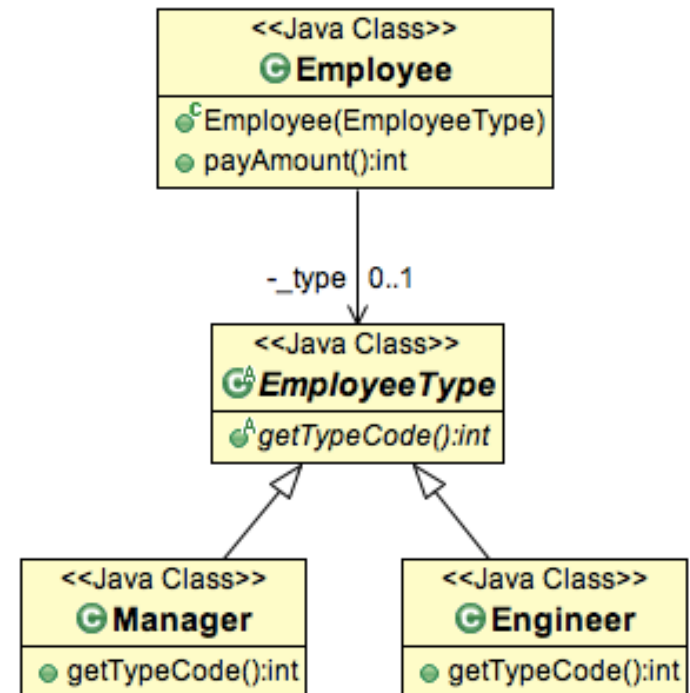 <<Java Class>>
Employee
Employee(EmployeeType)
payAmount():int
-_type 0..1
<<Java Class>>
EmployeeType
getTypeCode():int
<<Java Class>>
Manager
getTypeCode():int
<<Java Class>>
Engineer
getTypeCode():int